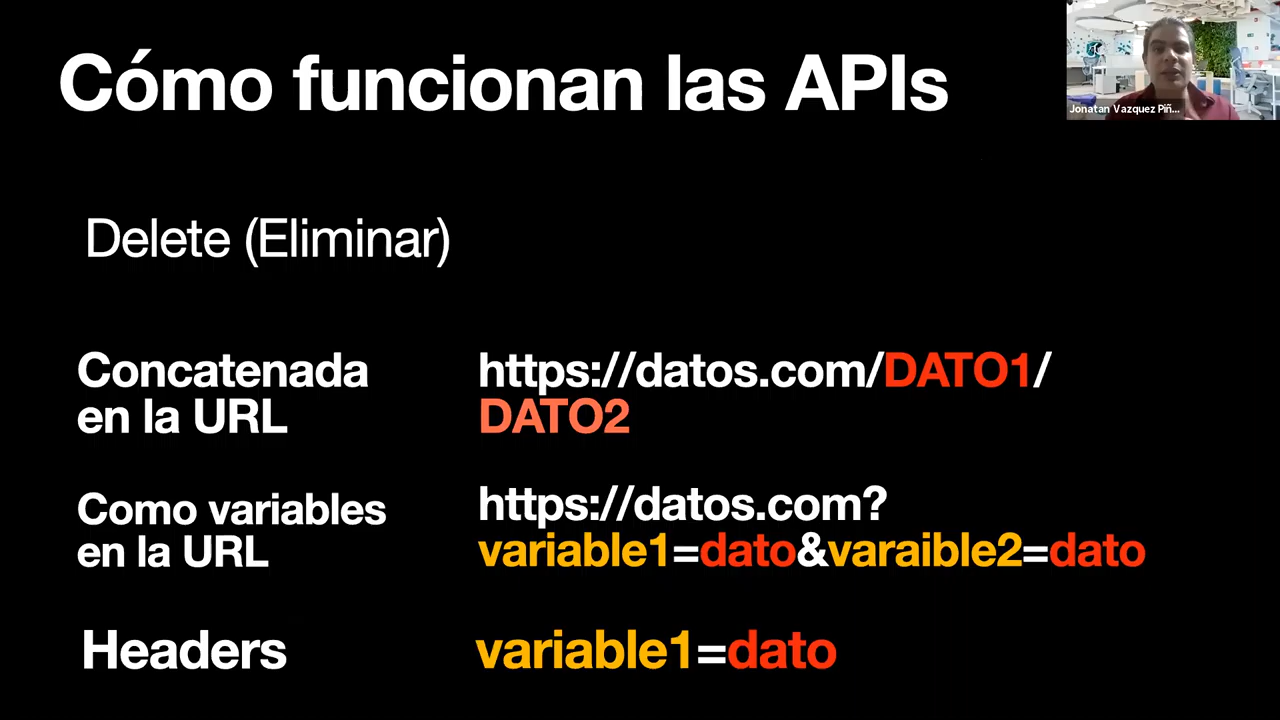 Cómo funcionan las APIs
Jonatan Vazquez Piñ...
Delete (Eliminar)
Concatenada
en la URL
https://datos.com/DATO1/
DATO2
Como variables
en la URL
https://datos.com?
variable1=dato&varaible2=dato
Headers
variable1=dato